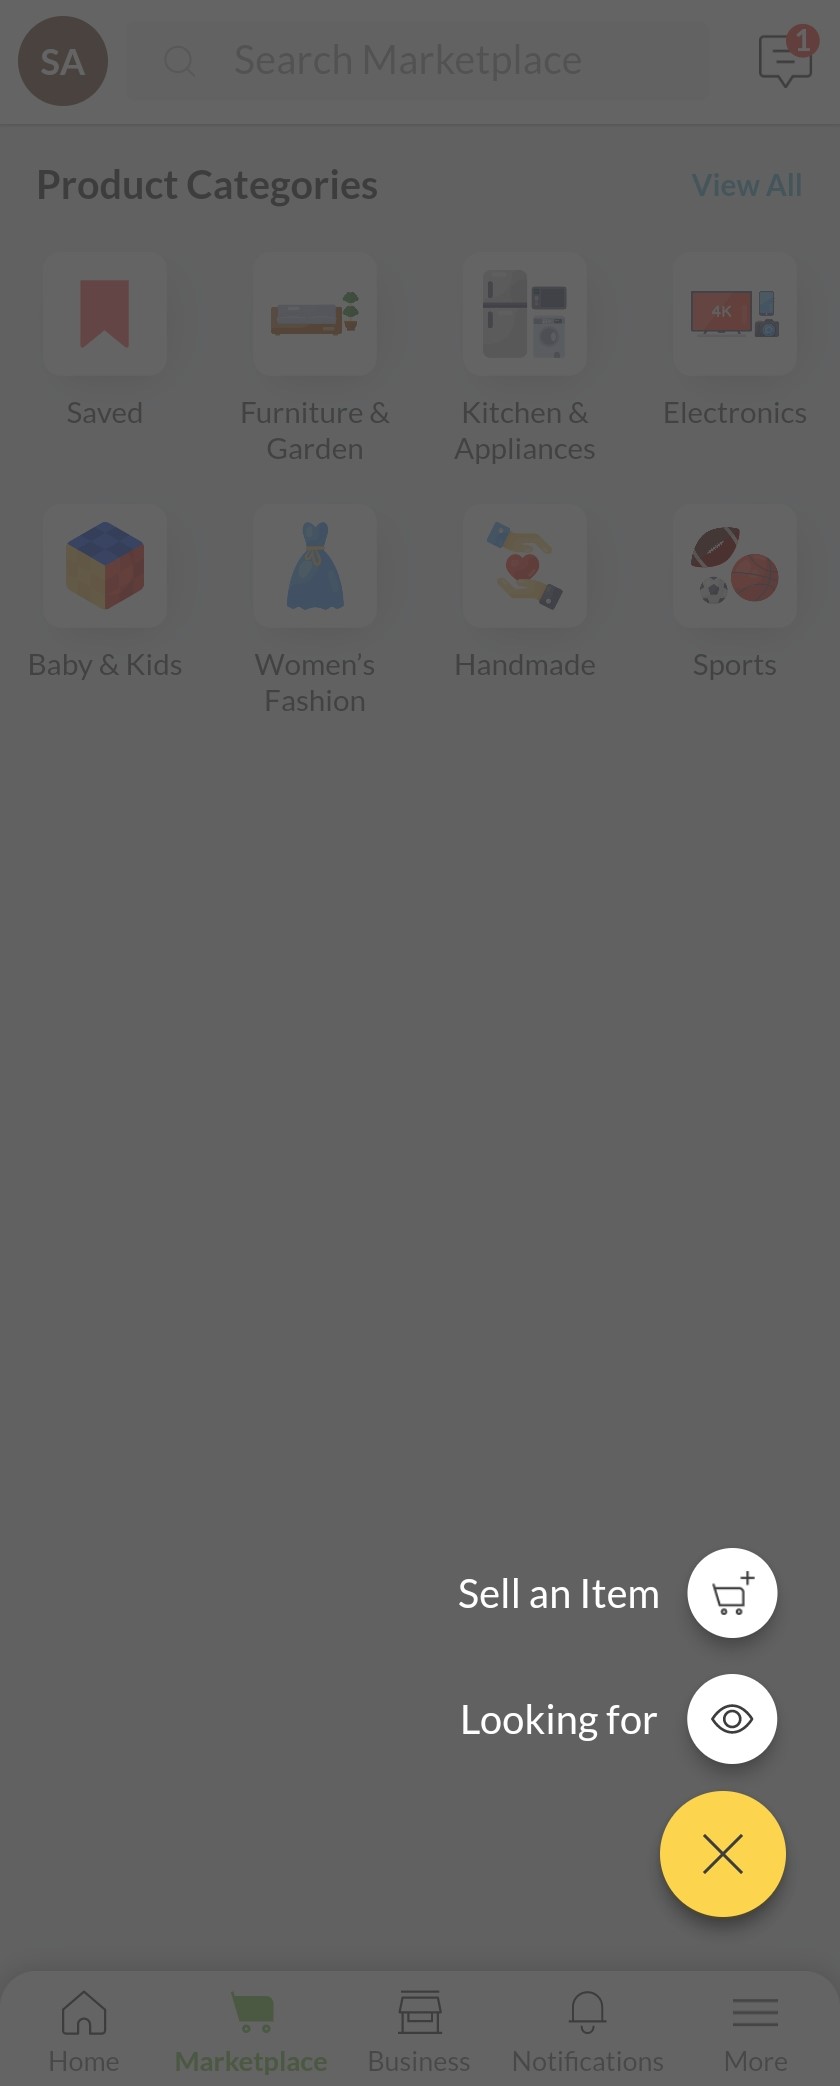 SA
Search Marketplace
1
Product Categories
View All
Saved
Furniture &
Garden
Kitchen &
Appliances
4K
Electronics
Baby & Kids
Women’s
Fashion
Handmade
Sports
Sell an Item
Looking for
Home
Marketplace
Business
Notifications
More